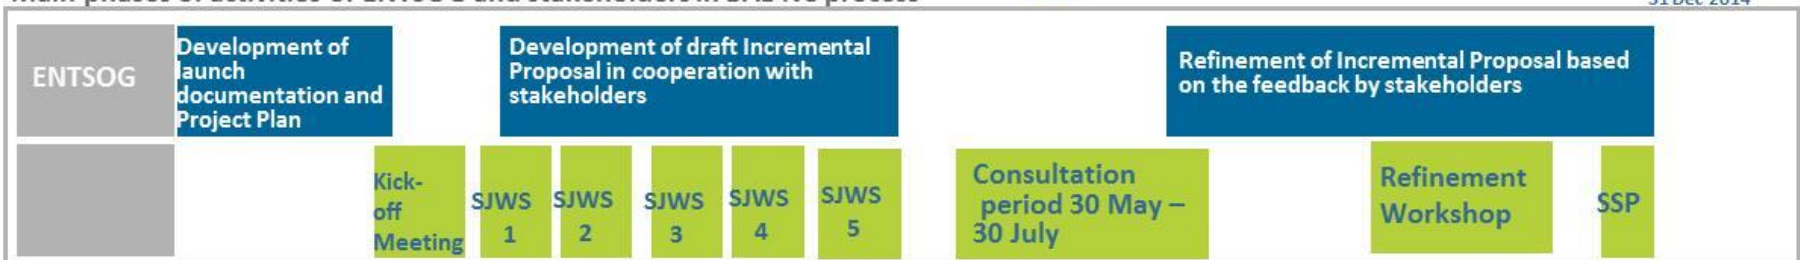 ENTSOG
Development of
launch
documentation and
Project Plan
Development of draft Incremental
Proposal in cooperation with
stakeholders
Refinement of Incremental Proposal based
on the feedback by stakeholders
Kick-
off
Meeting
SJWS
1
SJWS
2
SJWS
3
SJWS
4
SJWS
5
Consultation
period 30 May –
30 July
Refinement
Workshop
SSP